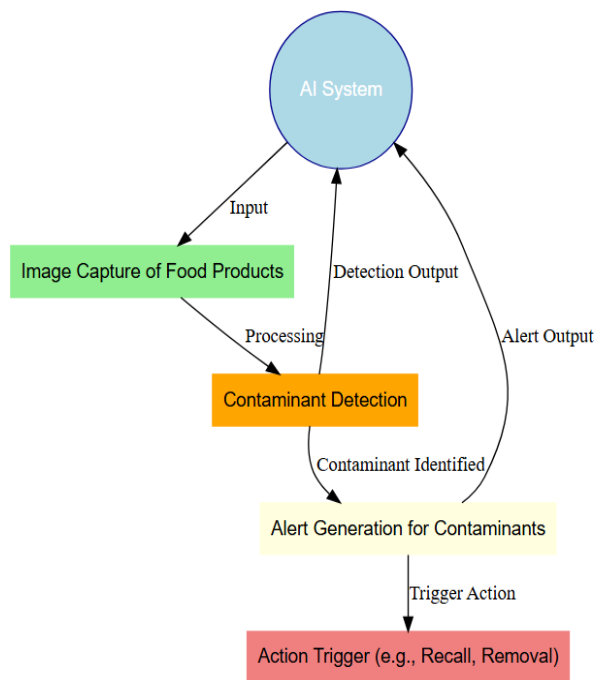 AI System
Input
Image Capture of Food Products
Detection Output
Processing
Alert Output
Contaminant Detection
Contaminant Identified
Alert Generation for Contaminants
Trigger Action
Action Trigger (e.g., Recall, Removal)